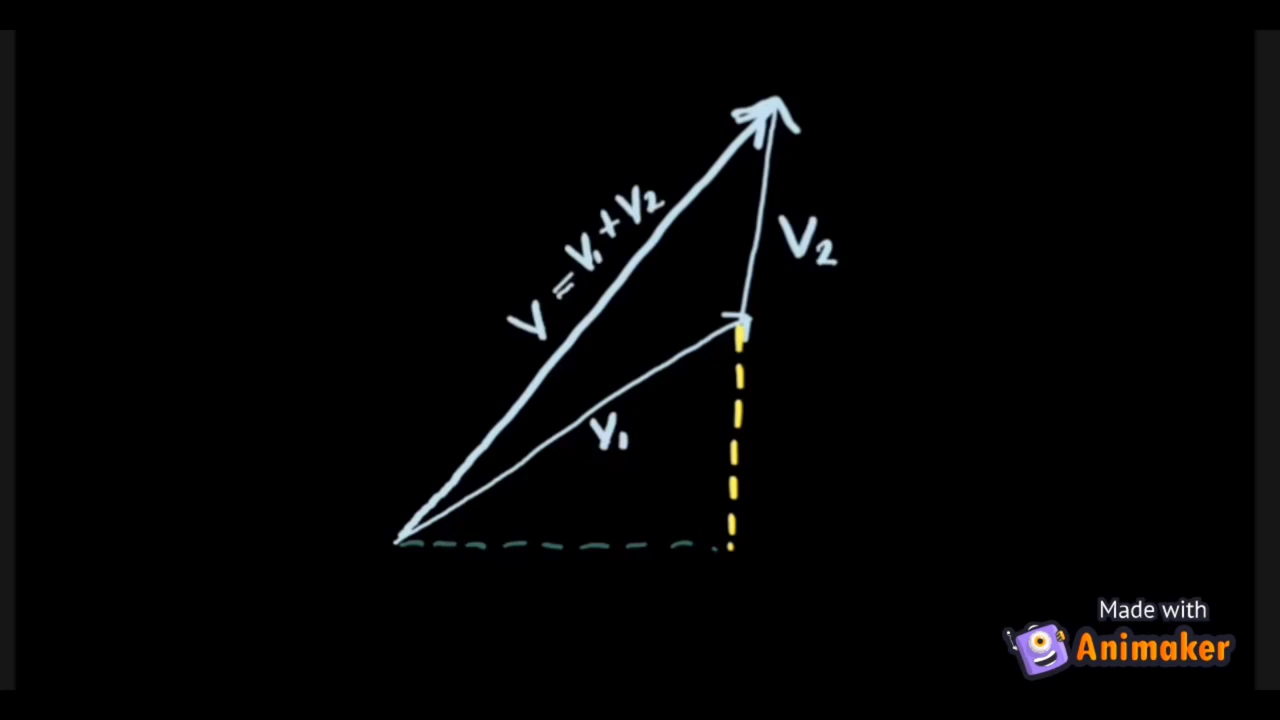 V = V₁ + V₂
V₂
V₁
Made with
Animaker